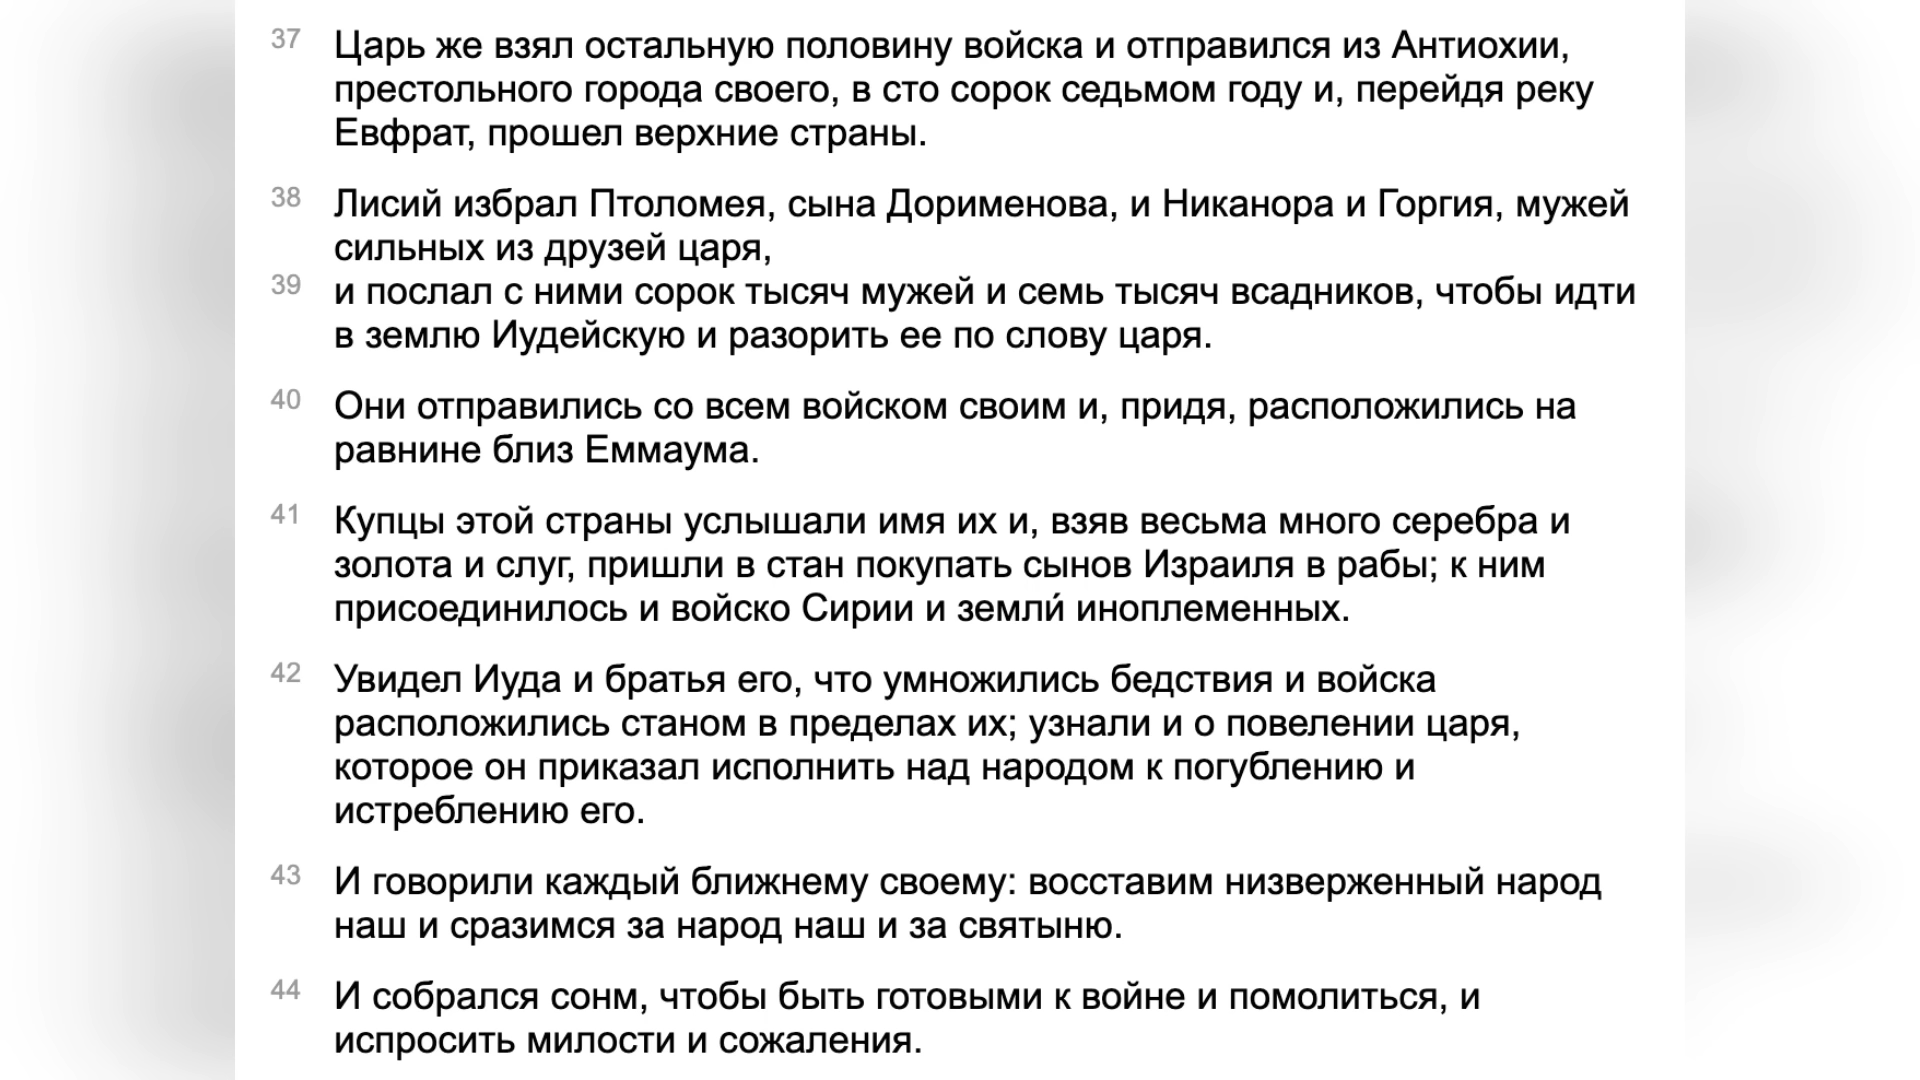 37 Царь же взял остальную половину войска и отправился из Антиохии,
престольного города своего, в сто сорок седьмом году и, перейдя реку
Евфрат, прошел верхние страны.
38 Лисий избрал Птоломея, сына Дорименова, и Никанора и Горгия, мужей
сильных из друзей царя,
39 и послал с ними сорок тысяч мужей и семь тысяч всадников, чтобы идти
в землю Иудейскую и разорить ее по слову царя.
40 Они отправились со всем войском своим и, придя, расположились на
равнине близ Еммаума.
41 Купцы этой страны услышали имя их и, взяв весьма много серебра и
золота и слуг, пришли в стан покупать сынов Израиля в рабы; к ним
присоединилось и войско Сирии и земли́ иноплеменных.
42 Увидел Иуда и братья его, что умножились бедствия и войска
расположились станом в пределах их; узнали и о повелении царя,
которое он приказал исполнить над народом к погублению и
истреблению его.
43 И говорили каждый ближнему своему: восставим низверженный народ
наш и сразимся за народ наш и за святыню.
44 И собрался сонм, чтобы быть готовыми к войне и помолиться, и
испросить милости и сожаления.